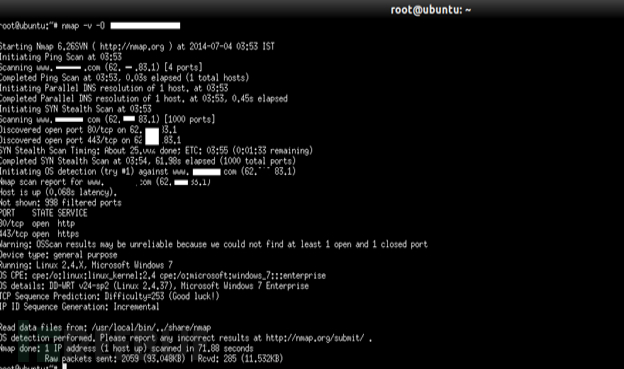 root@ubuntu: ~
root@ubuntu:~# nmap -v -O
Starting Nmap 6.26SVN ( http://nmap.org ) at 2014-07-04 03:53 IST
Initiating Ping Scan at 03:53
Scanning www. .com (62. .83.1) [4 ports]
Completed Ping Scan at 03:53, 0.03s elapsed (1 total hosts)
Initiating Parallel DNS resolution of 1 host. at 03:53
Completed Parallel DNS resolution of 1 host. at 03:53, 0.45s elapsed
Initiating SYN Stealth Scan at 03:53
Scanning www. com (62. 83.1) [1000 ports]
Discovered open port 80/tcp on 62. 83.1
Discovered open port 443/tcp on 62. .83.1
SYN Stealth Scan Timing: About 25.00% done; ETC: 03:55 (0:01:33 remaining)
Completed SYN Stealth Scan at 03:54, 61.98s elapsed (1000 total ports)
Initiating OS detection (try #1) against www. com (62. 83.1)
Nmap scan report for www. .com (62. 83.1)
Host is up (0.068s latency).
Not shown: 998 filtered ports
PORT STATE SERVICE
80/tcp open http
443/tcp open https
Warning: OSScan results may be unreliable because we could not find at least 1 open and 1 closed port
Device type: general purpose
Running: Linux 2.4.X, Microsoft Windows 7
OS CPE: cpe:/o:linux:linux_kernel:2.4 cpe:/o:microsoft:windows_7:::enterprise
OS details: DD-WRT v24-sp2 (Linux 2.4.37), Microsoft Windows 7 Enterprise
TCP Sequence Prediction: Difficulty=253 (Good luck!)
IP ID Sequence Generation: Incremental
Read data files from: /usr/local/bin/../share/nmap
OS detection performed. Please report any incorrect results at http://nmap.org/submit/ .
Nmap done: 1 IP address (1 host up) scanned in 71.88 seconds
Raw packets sent: 2059 (93.048KB) | Rcvd: 285 (11.532KB)
root@ubuntu:~#